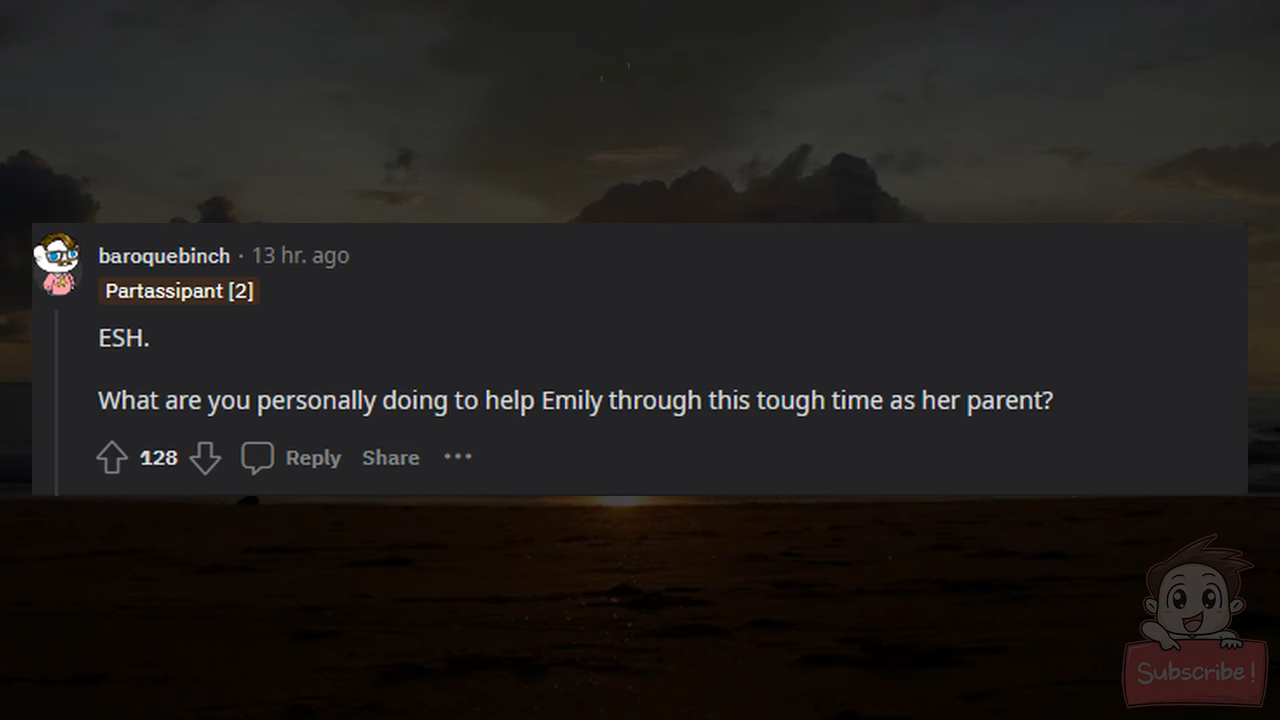 baroquebinch · 13 hr. ago
Partassipant [2]
ESH.
What are you personally doing to help Emily through this tough time as her parent?
128 Reply Share ···
Subscribe!